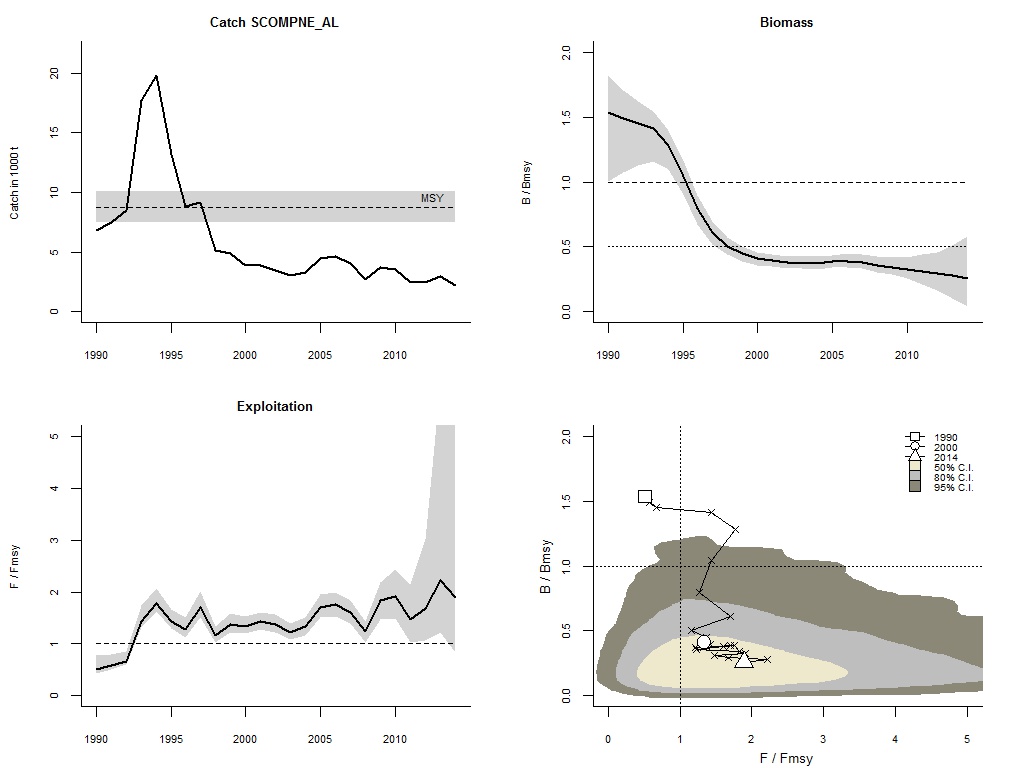 Catch SCOMPNE_AL
Catch in 1000 t
20
15
10
5
0
MSY
1990 1995 2000 2005 2010
Biomass
B / Bmsy
2.0
1.5
1.0
0.5
0.0
1990 1995 2000 2005 2010
Exploitation
F / Fmsy
5
4
3
2
1
0
1990 1995 2000 2005 2010
B / Bmsy
2.0
1.5
1.0
0.5
0.0
1990
2000
2014
50% C.I.
80% C.I.
95% C.I.
0 1 2 3 4 5
F / Fmsy